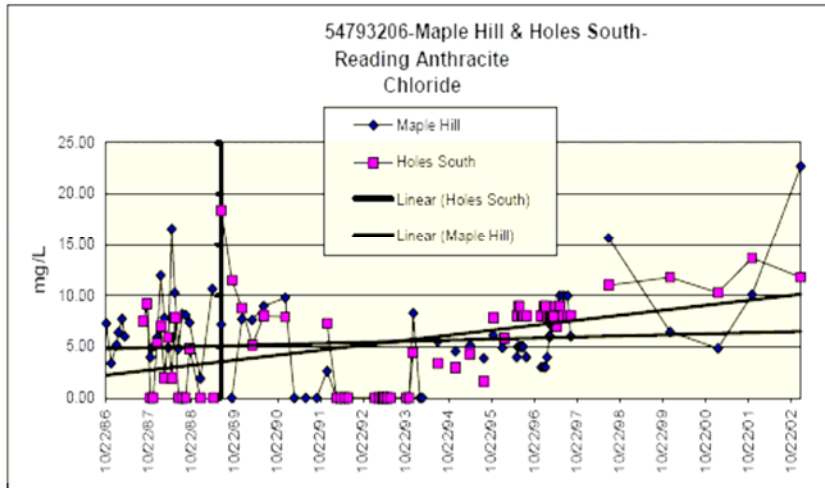 54793206-Maple Hill & Holes South-
Reading Anthracite
Chloride
Maple Hill
Holes South
Linear (Holes South)
Linear (Maple Hill)
mg/L
25.00
20.00
15.00
10.00
5.00
0.00
10/22/86
10/22/87
10/22/88
10/22/89
10/22/90
10/22/91
10/22/92
10/22/93
10/22/94
10/22/95
10/22/96
10/22/97
10/22/98
10/22/99
10/22/00
10/22/01
10/22/02